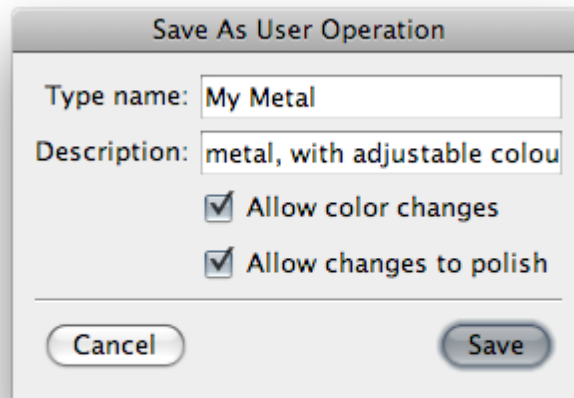 Save As User Operation
Type name: My Metal
Description: metal, with adjustable colou
Allow color changes
Allow changes to polish
Cancel Save